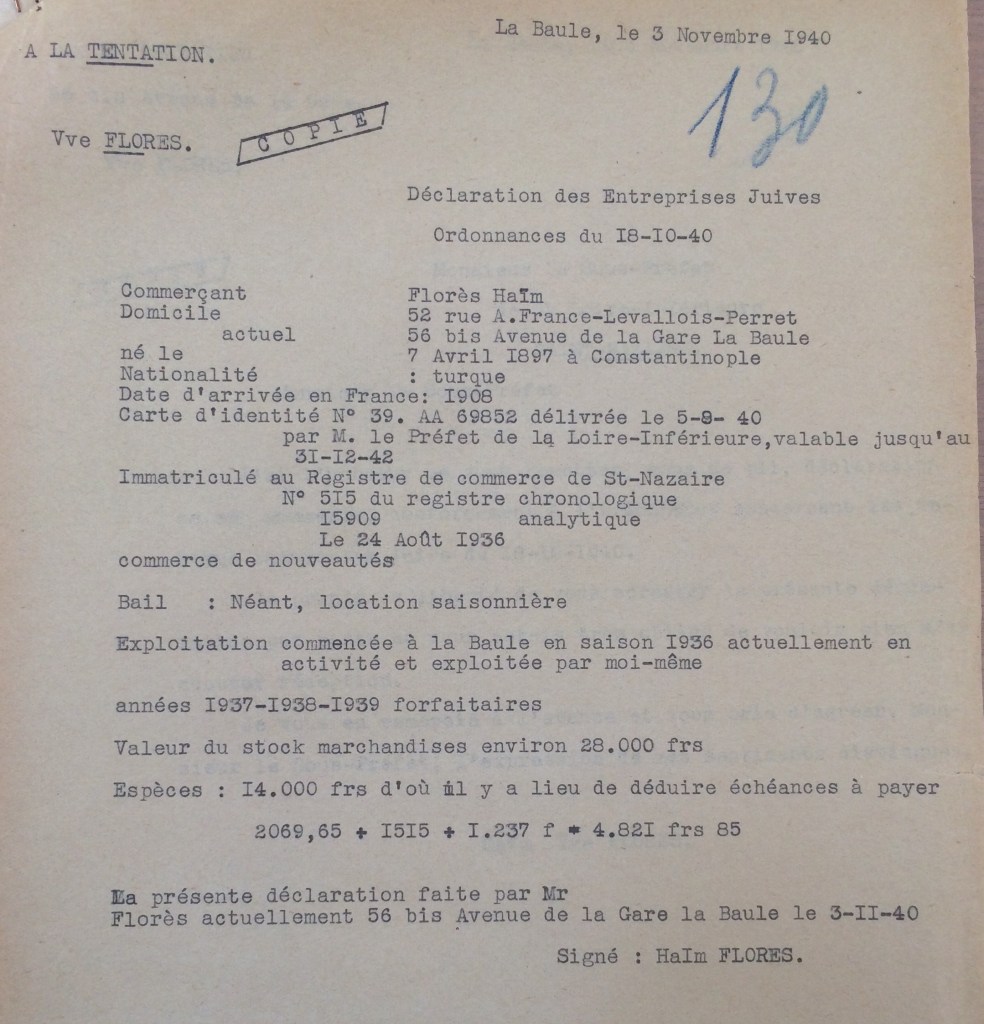 La Baule, le 3 Novembre I940
A LA TENTATION.
130
Vve FLORES.
COPIE
Déclaration des Entreprises Juives
Ordonnances du I8-I0-40
Commerçant Florès Haïm
Domicile 52 rue A.France-Levallois-Perret
actuel 56 bis Avenue de la Gare La Baule
né le 7 Avril I897 à Constantinople
Nationalité : turque
Date d'arrivée en France: I908
Carte d'identité N° 39. AA 69852 délivrée le 5-8- 40
par M. le Préfet de la Loire-Inférieure,valable jusqu'au
3I-I2-42
Immatriculé au Registre de commerce de St-Nazaire
N° 5I5 du registre chronologique
I5909 analytique
Le 24 Août I936
commerce de nouveautés
Bail : Néant, location saisonnière
Exploitation commencée à la Baule en saison I936 actuellement en
activité et exploitée par moi-même
années I937-I938-I939 forfaitaires
Valeur du stock marchandises environ 28.000 frs
Espèces : I4.000 frs d'où il y a lieu de déduire échéances à payer
2069,65 + I5I5 + I.237 f = 4.82I frs 85
La présente déclaration faite par Mr
Florès actuellement 56 bis Avenue de la Gare la Baule le 3-II-40
Signé : HaIm FLORES.